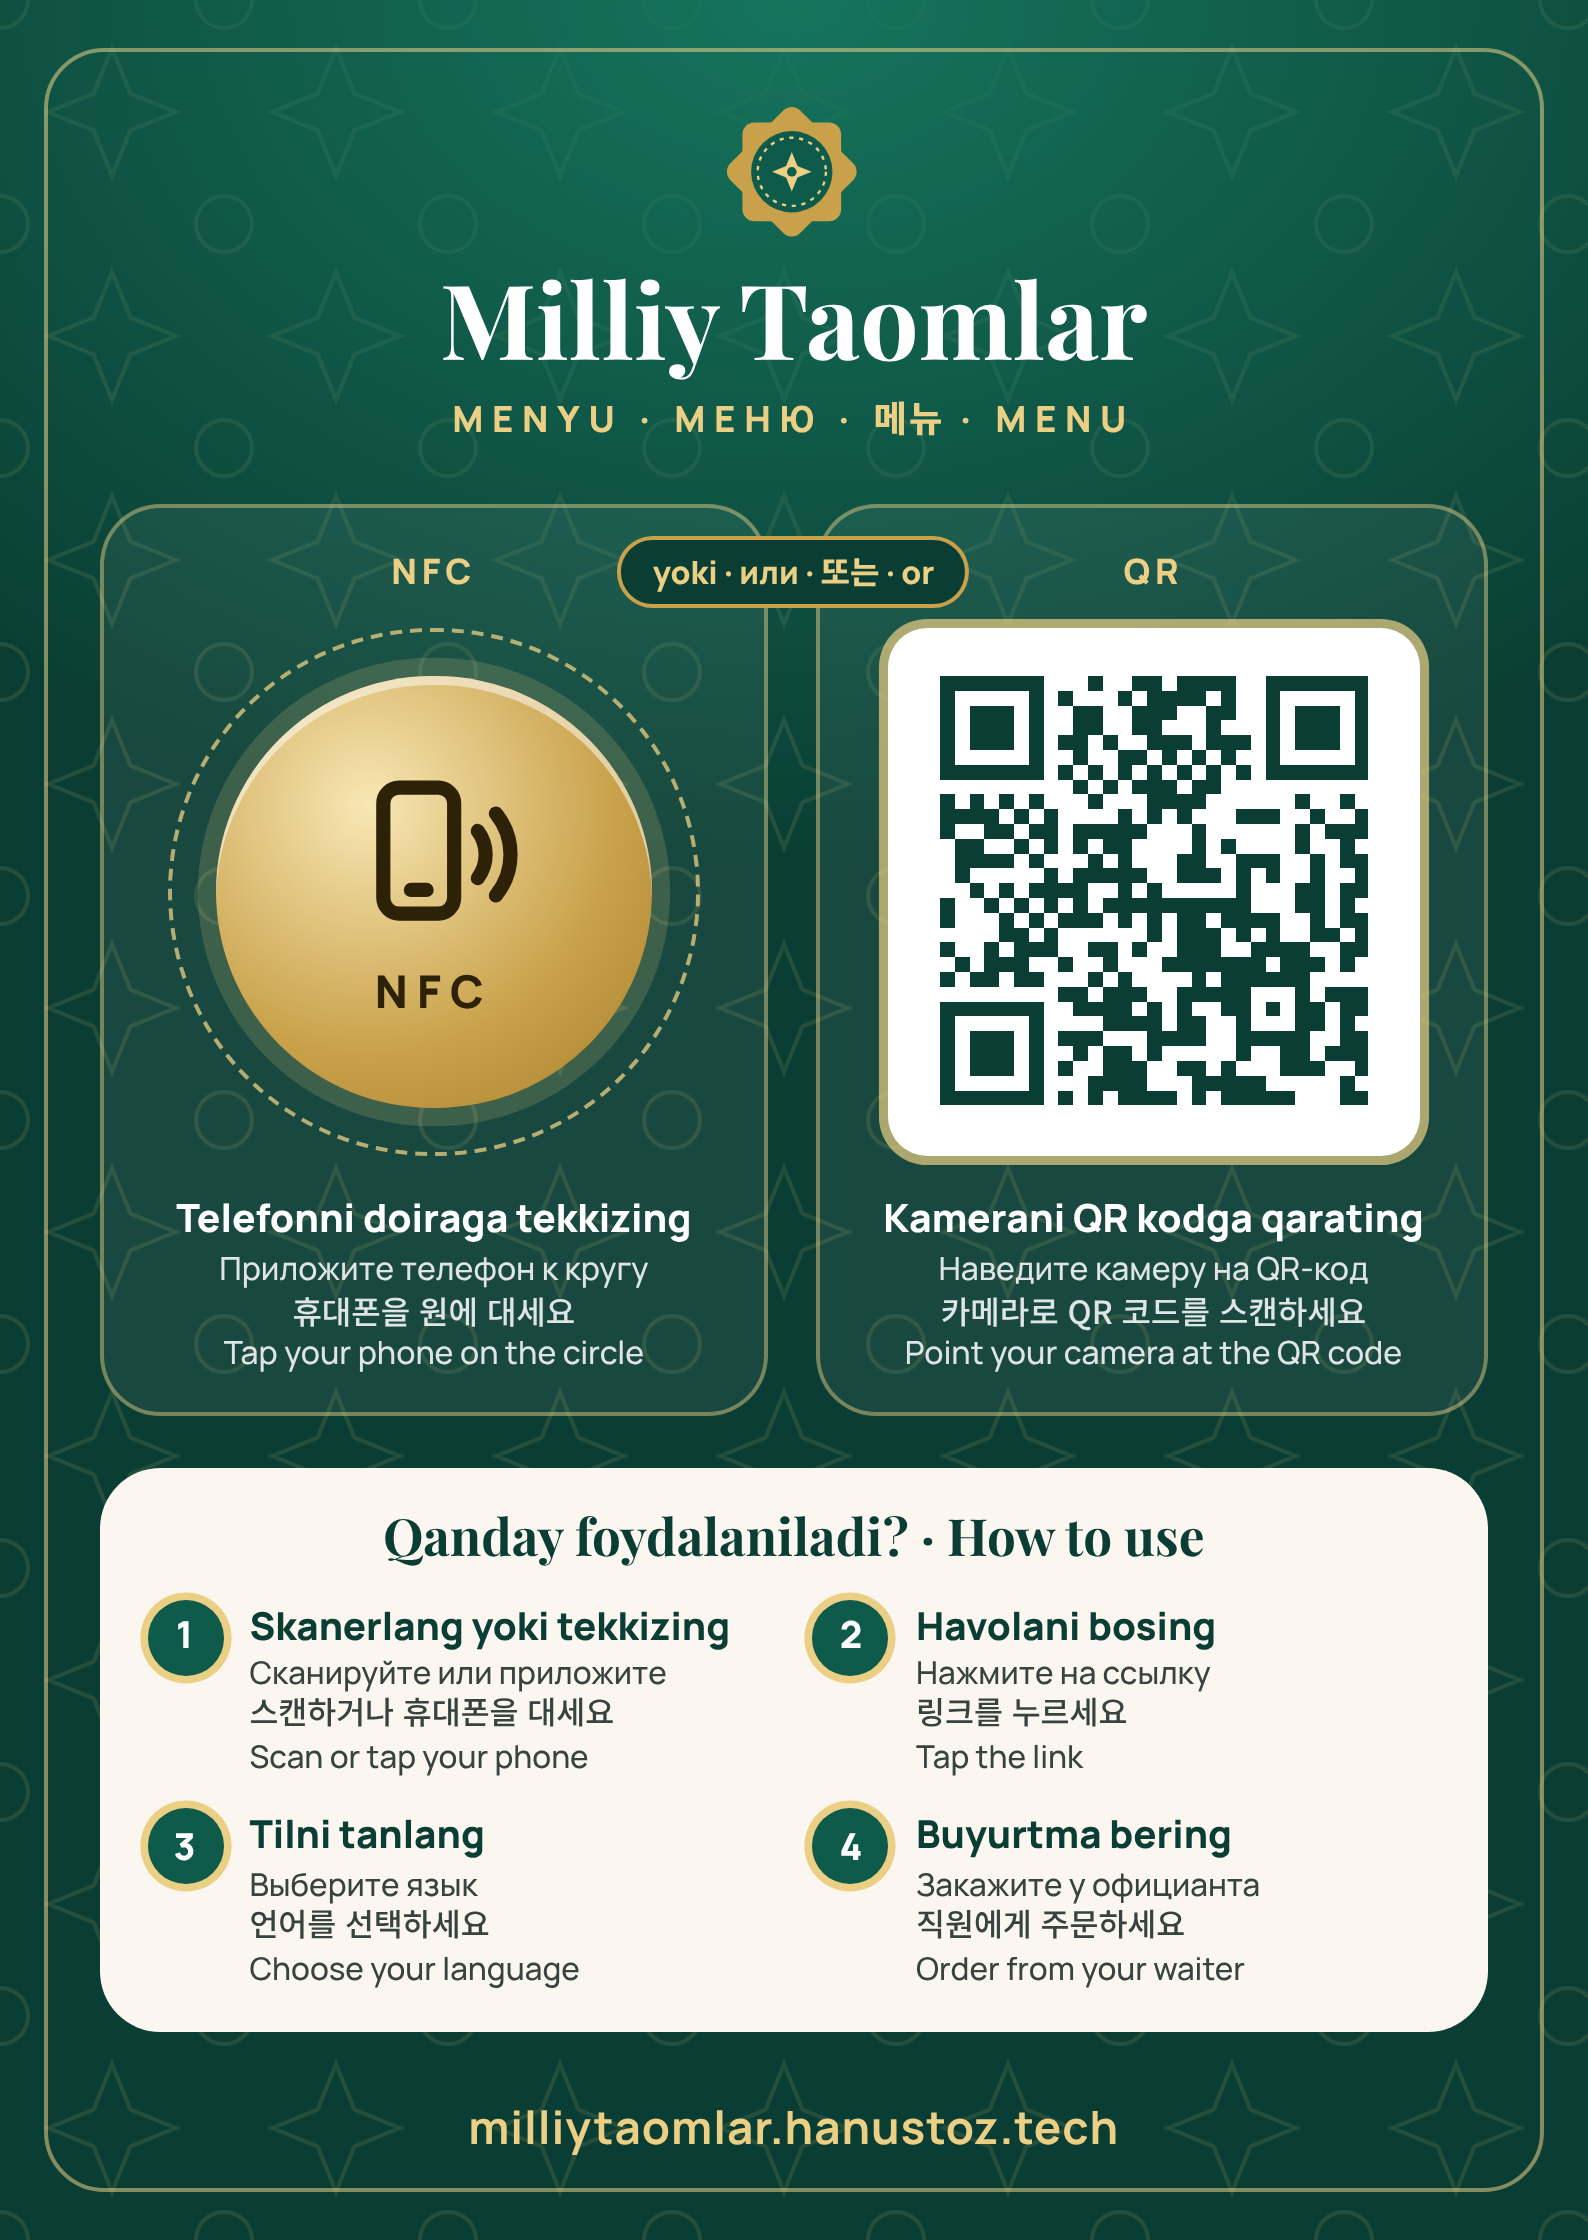 Milliy Taomlar
MENYU · МЕНЮ · 메뉴 · MENU
NFC
yoki · или · 또는 · or
QR
NFC
Telefonni doiraga tekkizing
Приложите телефон к кругу
휴대폰을 원에 대세요
Tap your phone on the circle
Kamerani QR kodga qarating
Наведите камеру на QR-код
카메라로 QR 코드를 스캔하세요
Point your camera at the QR code
Qanday foydalaniladi? · How to use
1
Skanerlang yoki tekkizing
Сканируйте или приложите
스캔하거나 휴대폰을 대세요
Scan or tap your phone
2
Havolani bosing
Нажмите на ссылку
링크를 누르세요
Tap the link
3
Tilni tanlang
Выберите язык
언어를 선택하세요
Choose your language
4
Buyurtma bering
Закажите у официанта
직원에게 주문하세요
Order from your waiter
milliytaomlar.hanustoz.tech